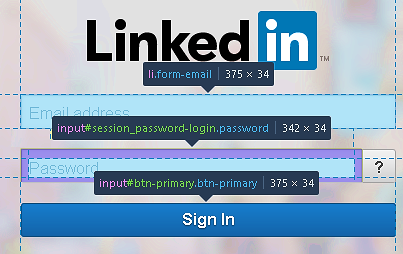 Linked in ™
li.form-email 375 × 34
Email address
input#session_password-login.password 342 × 34
Password
?
input#btn-primary.btn-primary 375 × 34
Sign In